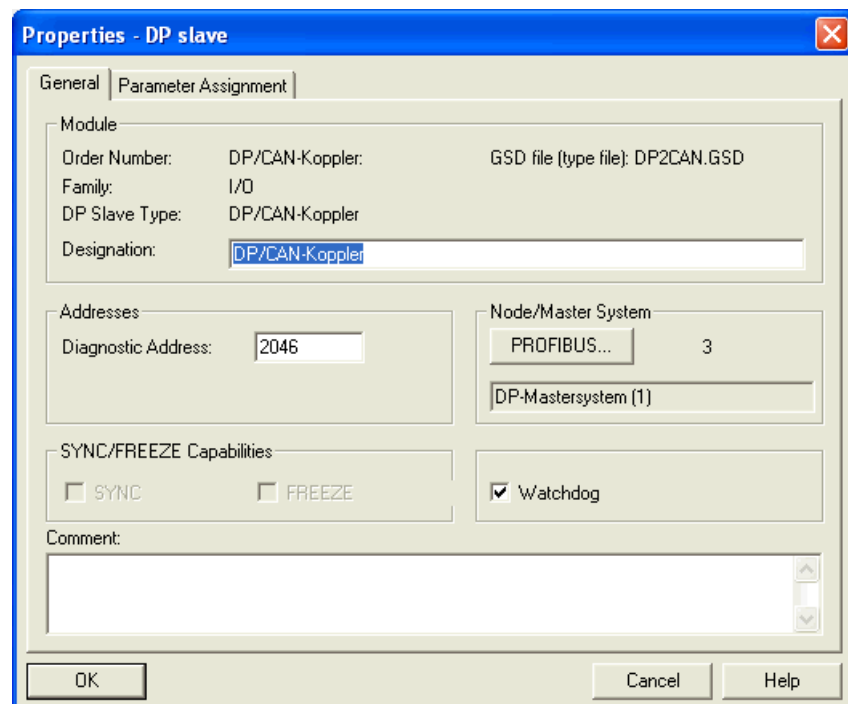 Properties - DP slave
General Parameter Assignment
Module
Order Number: DP/CAN-Koppler: GSD file (type file): DP2CAN.GSD
Family: I/O
DP Slave Type: DP/CAN-Koppler
Designation: DP/CAN-Koppler
Addresses
Diagnostic Address: 2046
Node/Master System
PROFIBUS... 3
DP-Mastersystem (1)
SYNC/FREEZE Capabilities
SYNC FREEZE
Watchdog
Comment:
OK Cancel Help